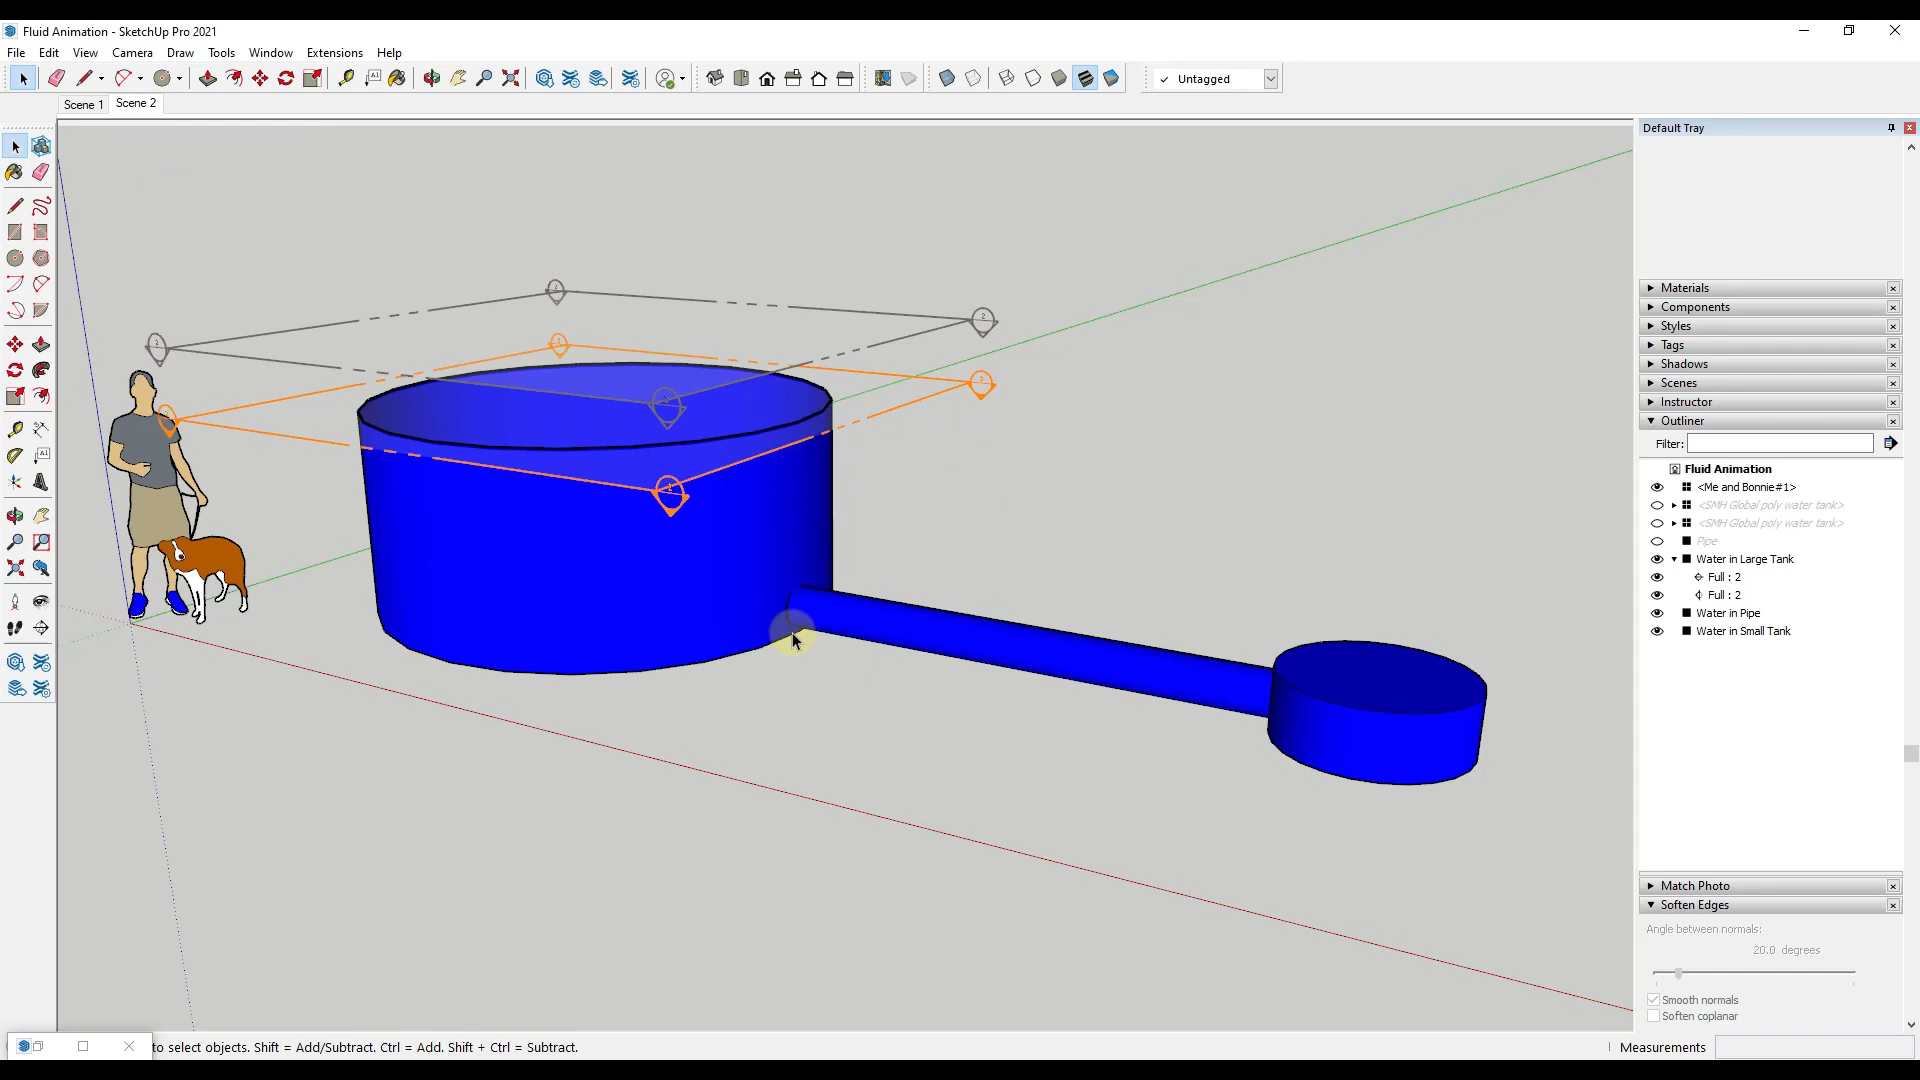 Fluid Animation - SketchUp Pro 2021
File Edit View Camera Draw Tools Window Extensions Help
Untagged
Scene 1 Scene 2
Default Tray
Materials
Components
Styles
Tags
Shadows
Scenes
Instructor
Outliner
Filter:
Fluid Animation
<Me and Bonnie#1>
<SMH Global poly water tank>
<SMH Global poly water tank>
Pipe
Water in Large Tank
Full : 2
Full : 2
Water in Pipe
Water in Small Tank
Match Photo
Soften Edges
Angle between normals:
20.0 degrees
Smooth normals
Soften coplanar
to select objects. Shift = Add/Subtract. Ctrl = Add. Shift + Ctrl = Subtract.
Measurements